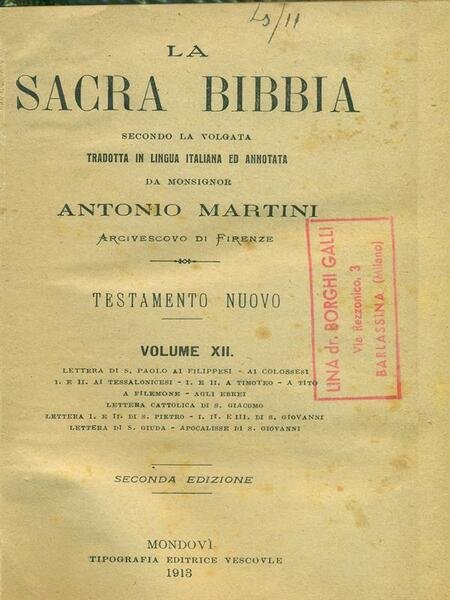 LA
SACRA BIBBIA
SECONDO LA VOLGATA
TRADOTTA IN LINGUA ITALIANA ED ANNOTATA
DA MONSIGNOR
ANTONIO MARTINI
ARCIVESCOVO DI FIRENZE
TESTAMENTO NUOVO
VOLUME XII.
LETTERA DI S. PAOLO AI FILIPPESI - AI COLOSSESI
I. E II. AI TESSALONICESI - I. E II. A TIMOTEO - A TITO
A FILEMONE - AGLI EBREI
LETTERA CATTOLICA DI S. GIACOMO
LETTERA I. E II. DI S. PIETRO - I. II. E III. DI S. GIOVANNI
LETTERA DI S. GIUDA - APOCALISSE DI S. GIOVANNI
SECONDA EDIZIONE
MONDOVÌ
TIPOGRAFIA EDITRICE VESCOVLE
1913
LINA dr. BORGHI GALLI
Via Rezzonico, 3
BARLASSINA (Milano)